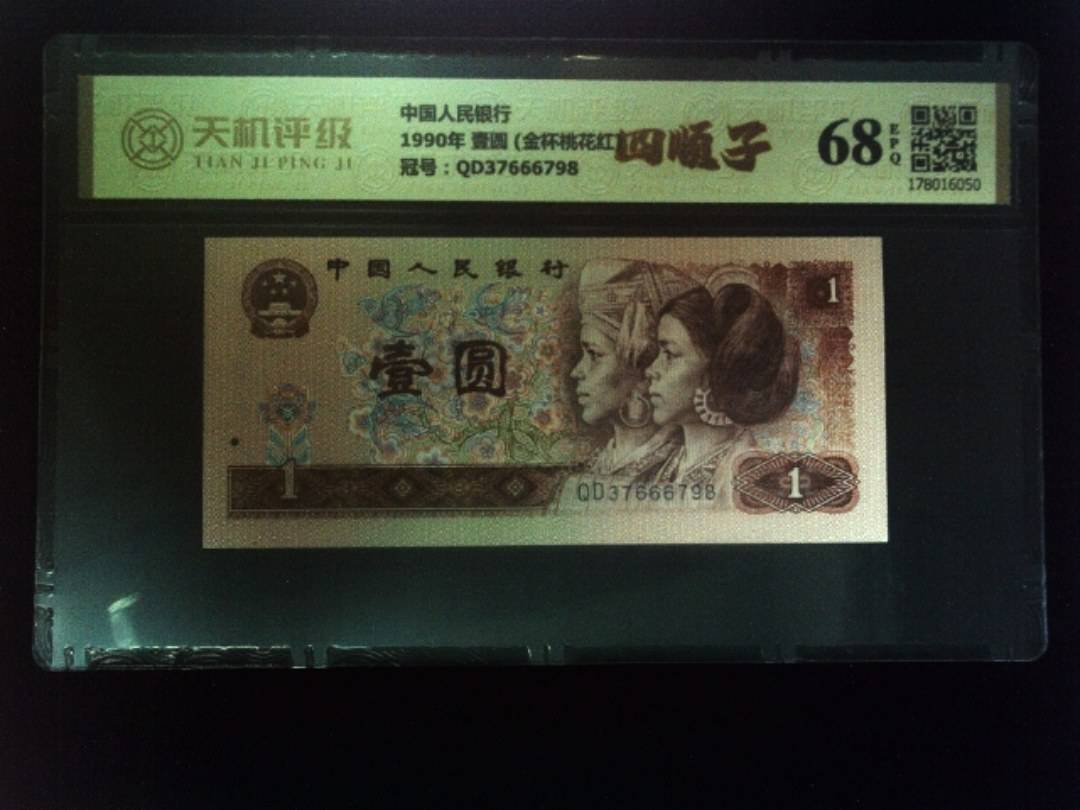 天机评级
TIAN JI PING JI
中国人民银行
1990年 壹圆 (金杯桃花红)
冠号：QD37666798
四顺子
68
EPQ
178016050
中国人民银行
1
壹圆
1
QD37666798
1